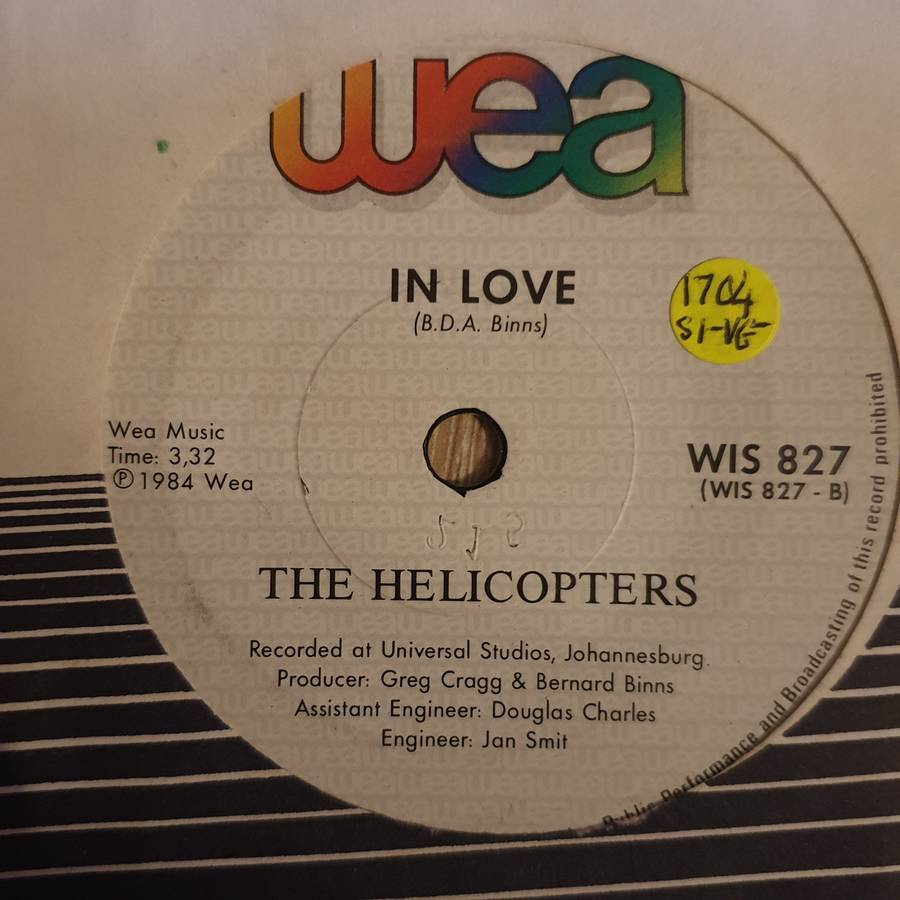 wea
IN LOVE
(B.D.A. Binns)
1704
S1-VG-
Wea Music
Time: 3,32
Ⓟ 1984 Wea
WIS 827
(WIS 827 - B)
THE HELICOPTERS
Recorded at Universal Studios, Johannesburg.
Producer: Greg Cragg & Bernard Binns
Assistant Engineer: Douglas Charles
Engineer: Jan Smit
Public Performance and Broadcasting of this record prohibited